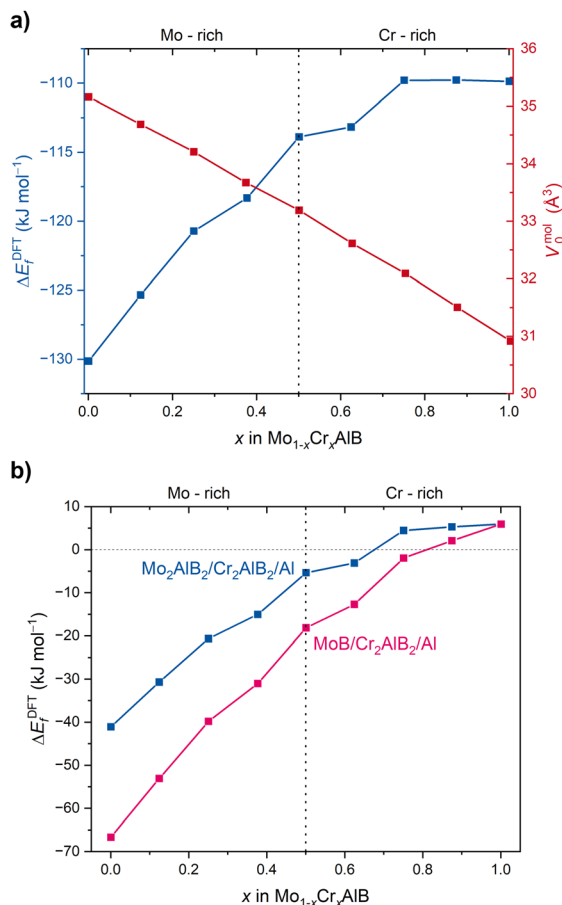 a)
Mo - rich
Cr - rich
−110
−115
−120
−125
−130
ΔE_f^DFT (kJ mol⁻¹)
36
35
34
33
32
31
30
V_0^mol (Å³)
0.0 0.2 0.4 0.6 0.8 1.0
x in Mo₁₋ₓCrₓAlB
b)
Mo - rich
Cr - rich
10
0
−10
−20
−30
−40
−50
−60
−70
ΔE_f^DFT (kJ mol⁻¹)
Mo₂AlB₂/Cr₂AlB₂/Al
MoB/Cr₂AlB₂/Al
0.0 0.2 0.4 0.6 0.8 1.0
x in Mo₁₋ₓCrₓAlB